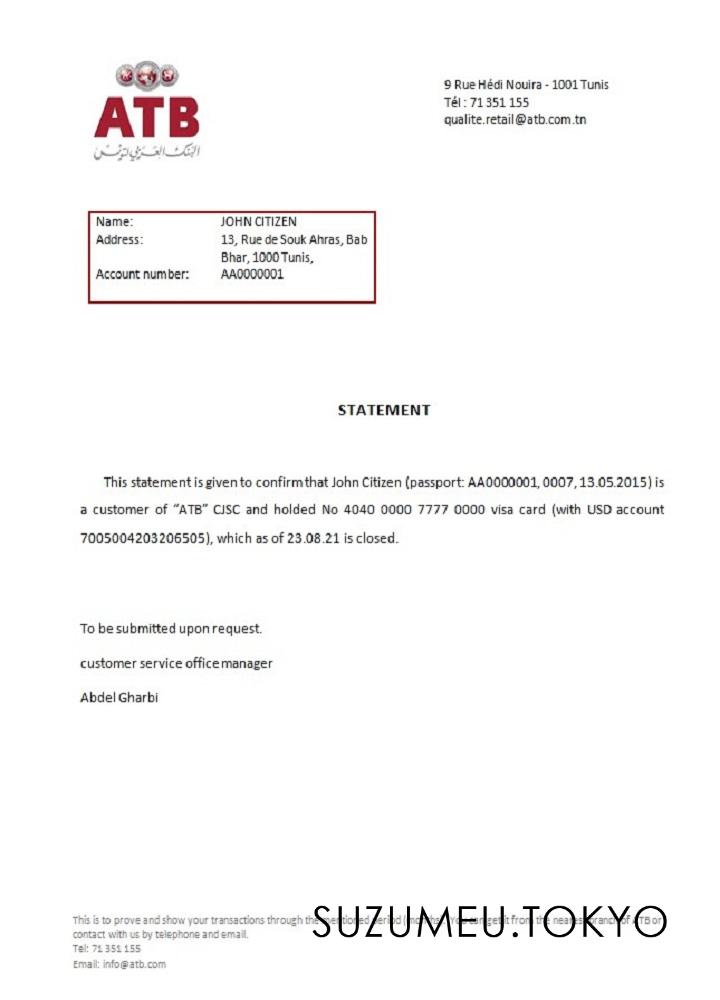 ATB
البنك العربي لتونس
9 Rue Hédi Nouira - 1001 Tunis
Tél : 71 351 155
qualite.retail@atb.com.tn
Name: JOHN CITIZEN
Address: 13, Rue de Souk Ahras, Bab
Bhar, 1000 Tunis,
Account number: AA0000001
STATEMENT
This statement is given to confirm that John Citizen (passport: AA0000001, 0007, 13.05.2015) is
a customer of “ATB” CJSC and holded No 4040 0000 7777 0000 visa card (with USD account
7005004203206505), which as of 23.08.21 is closed.
To be submitted upon request.
customer service office manager
Abdel Gharbi
This is to prove and show your transactions through the mentioned period (months). You can get it from the nearest branch of ATB or
contact with us by telephone and email.
Tel: 71 351 155
Email: info@atb.com
SUZUMEU.TOKYO